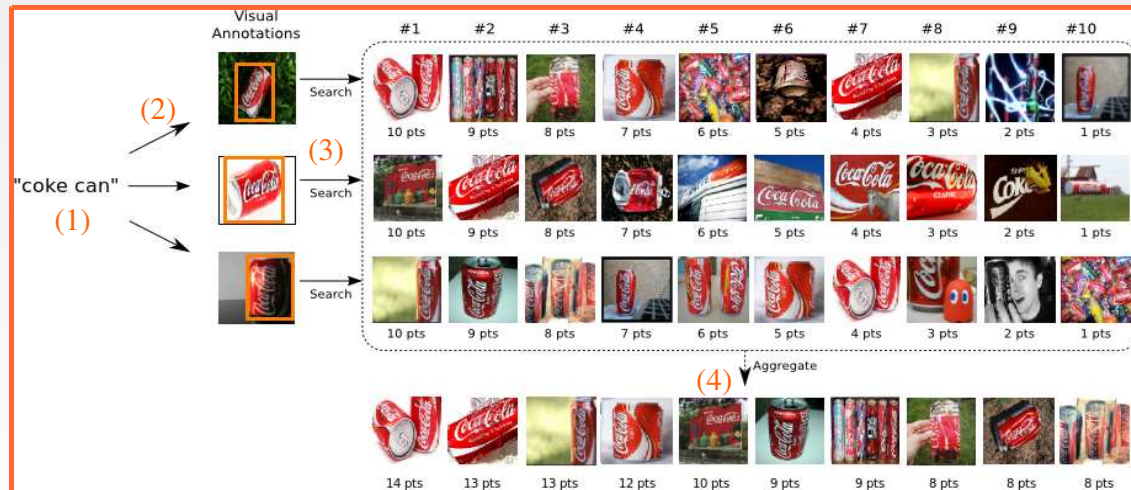 Visual
Annotations
#1 #2 #3 #4 #5 #6 #7 #8 #9 #10
(2)
Search
10 pts 9 pts 8 pts 7 pts 6 pts 5 pts 4 pts 3 pts 2 pts 1 pts
"coke can"
(1)
(3)
Search
10 pts 9 pts 8 pts 7 pts 6 pts 5 pts 4 pts 3 pts 2 pts 1 pts
Search
10 pts 9 pts 8 pts 7 pts 6 pts 5 pts 4 pts 3 pts 2 pts 1 pts
(4)
Aggregate
14 pts 13 pts 13 pts 12 pts 10 pts 9 pts 9 pts 8 pts 8 pts 8 pts